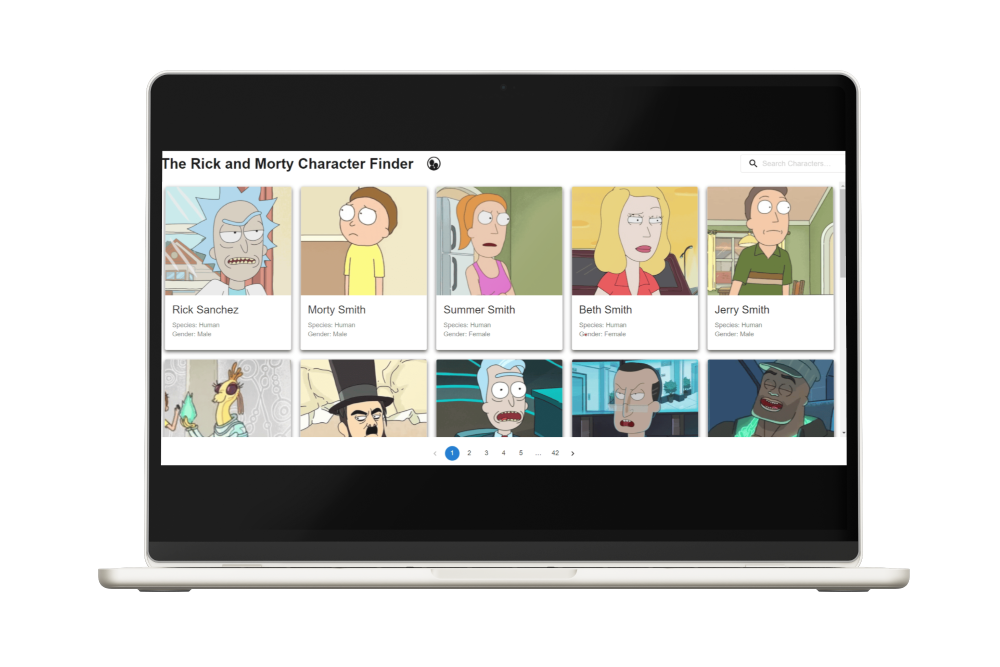 The Rick and Morty Character Finder
Search Characters...
Rick Sanchez
Species: Human
Gender: Male
Morty Smith
Species: Human
Gender: Male
Summer Smith
Species: Human
Gender: Female
Beth Smith
Species: Human
Gender: Female
Jerry Smith
Species: Human
Gender: Male
‹ 1 2 3 4 5 ... 42 ›